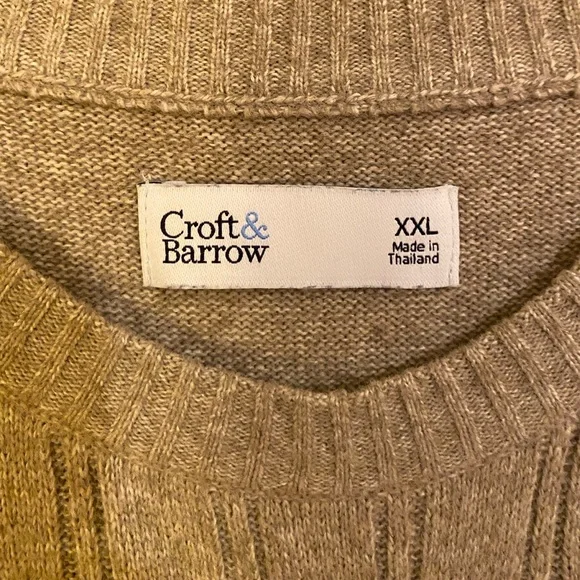 Croft&
Barrow
XXL
Made in
Thailand